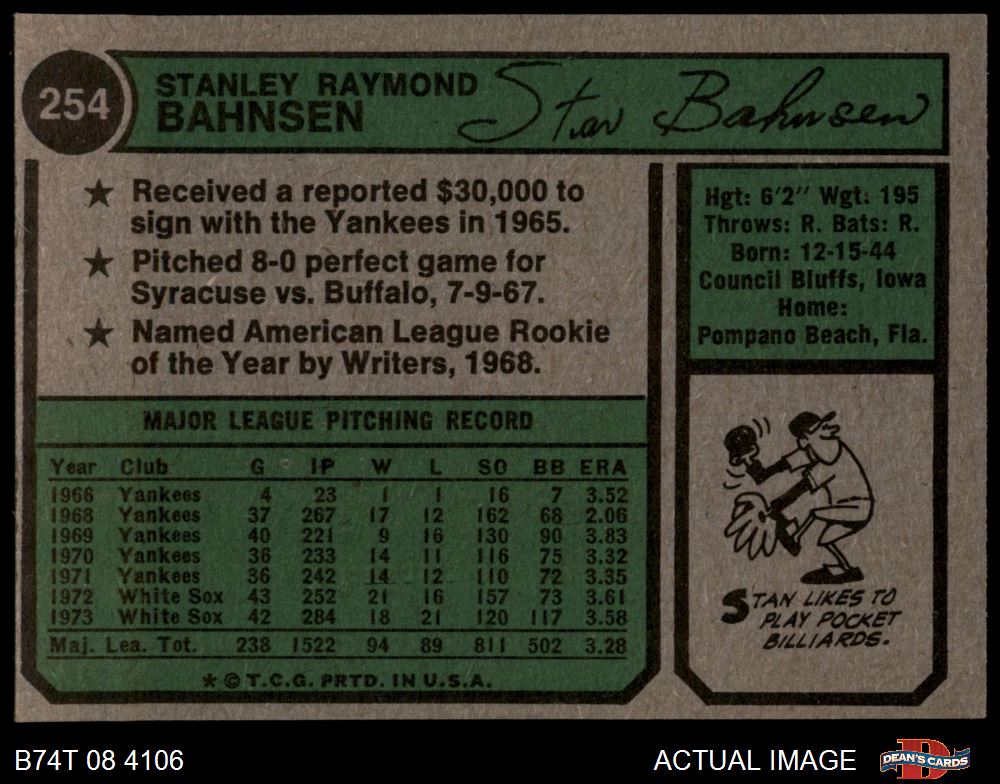 254
STANLEY RAYMOND
BAHNSEN
Stan Bahnsen
★ Received a reported $30,000 to
sign with the Yankees in 1965.
★ Pitched 8-0 perfect game for
Syracuse vs. Buffalo, 7-9-67.
★ Named American League Rookie
of the Year by Writers, 1968.
Hgt: 6'2" Wgt: 195
Throws: R. Bats: R.
Born: 12-15-44
Council Bluffs, Iowa
Home:
Pompano Beach, Fla.
MAJOR LEAGUE PITCHING RECORD
Year Club G IP W L SO BB ERA
1966 Yankees 4 23 1 1 16 7 3.52
1968 Yankees 37 267 17 12 162 68 2.06
1969 Yankees 40 221 9 16 130 90 3.83
1970 Yankees 36 233 14 11 116 75 3.32
1971 Yankees 36 242 14 12 110 72 3.35
1972 White Sox 43 252 21 16 157 73 3.61
1973 White Sox 42 284 18 21 120 117 3.58
Maj. Lea. Tot. 238 1522 94 89 811 502 3.28
* © T.C.G. PRTD. IN U.S.A.
STAN LIKES TO
PLAY POCKET
BILLIARDS.
B74T 08 4106
ACTUAL IMAGE
DEAN'S CARDS